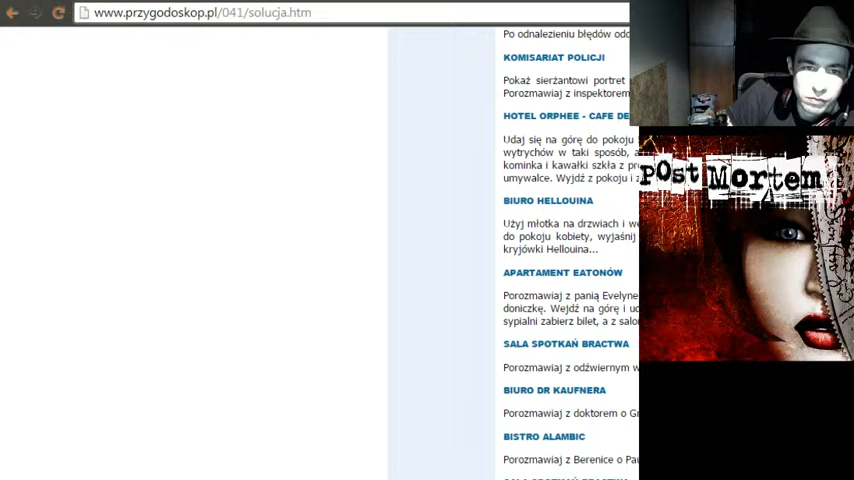 www.przygodoskop.pl/041/solucja.htm
Po odnalezieniu błędów
KOMISARIAT POLICJI
Pokaż sierżantowi portret
Porozmawiaj z inspektorem
HOTEL ORPHEE - CAFE DE
Udaj się na górę do pokoju
wytrychów w taki sposób,
kominka i kawałki szkła z
umywalce. Wyjdź z pokoju i
BIURO HELLOUINA
Użyj młotka na drzwiach i
do pokoju kobiety, wyjaśnij
kryjówki Hellouina...
APARTAMENT EATONÓW
Porozmawiaj z panią Evelyne
doniczkę. Wejdź na górę i
sypialni zabierz bilet, a z
SALA SPOTKAŃ BRACTWA
Porozmawiaj z odźwiernym w
BIURO DR KAUFNERA
Porozmawiaj z doktorem o
BISTRO ALAMBIC
Porozmawiaj z Berenice o
Post Mortem